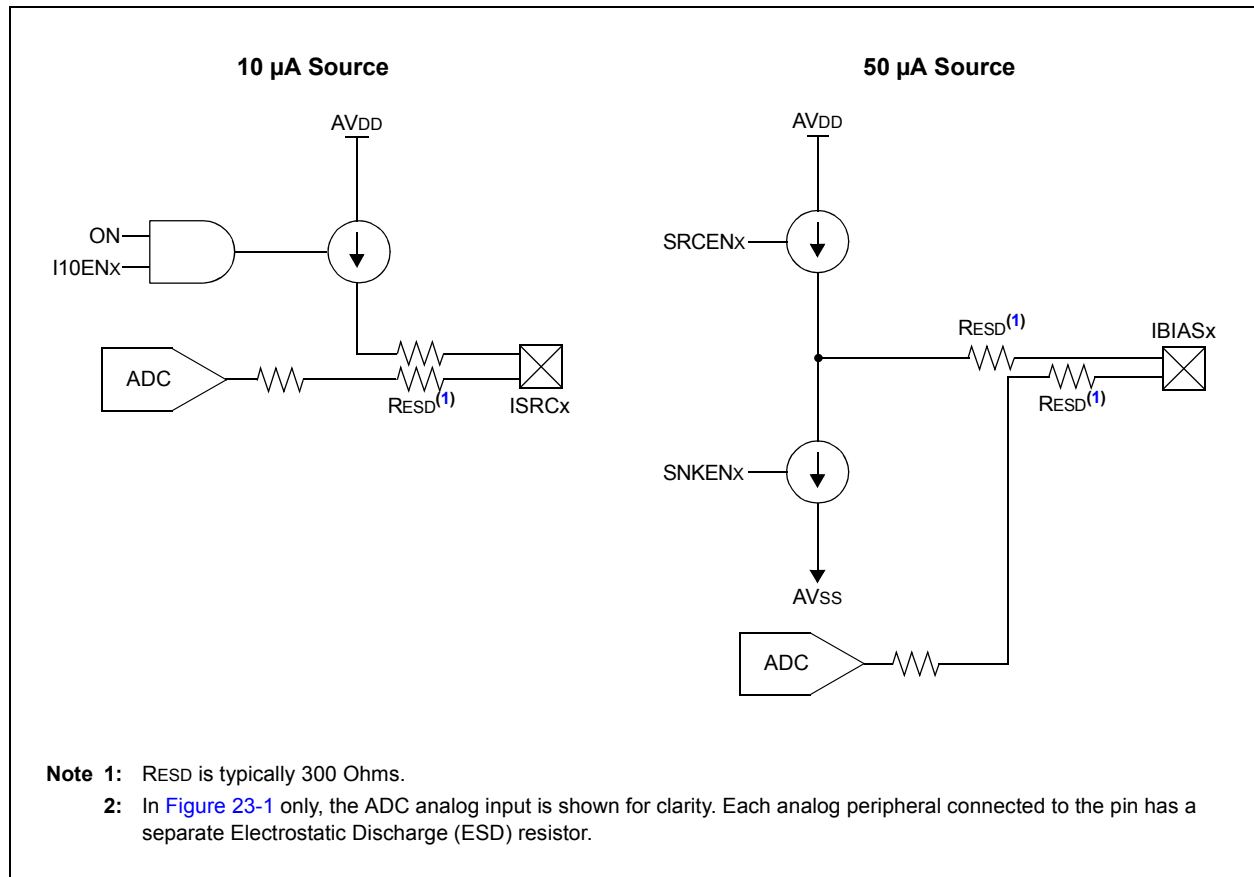 10 µA Source
AVDD
ON
I10ENx
ADC
RESD(1)
ISRCx
50 µA Source
AVDD
SRCENx
RESD(1)
IBIASx
RESD(1)
SNKENx
AVSS
ADC
Note 1: RESD is typically 300 Ohms.
2: In Figure 23-1 only, the ADC analog input is shown for clarity. Each analog peripheral connected to the pin has a
separate Electrostatic Discharge (ESD) resistor.